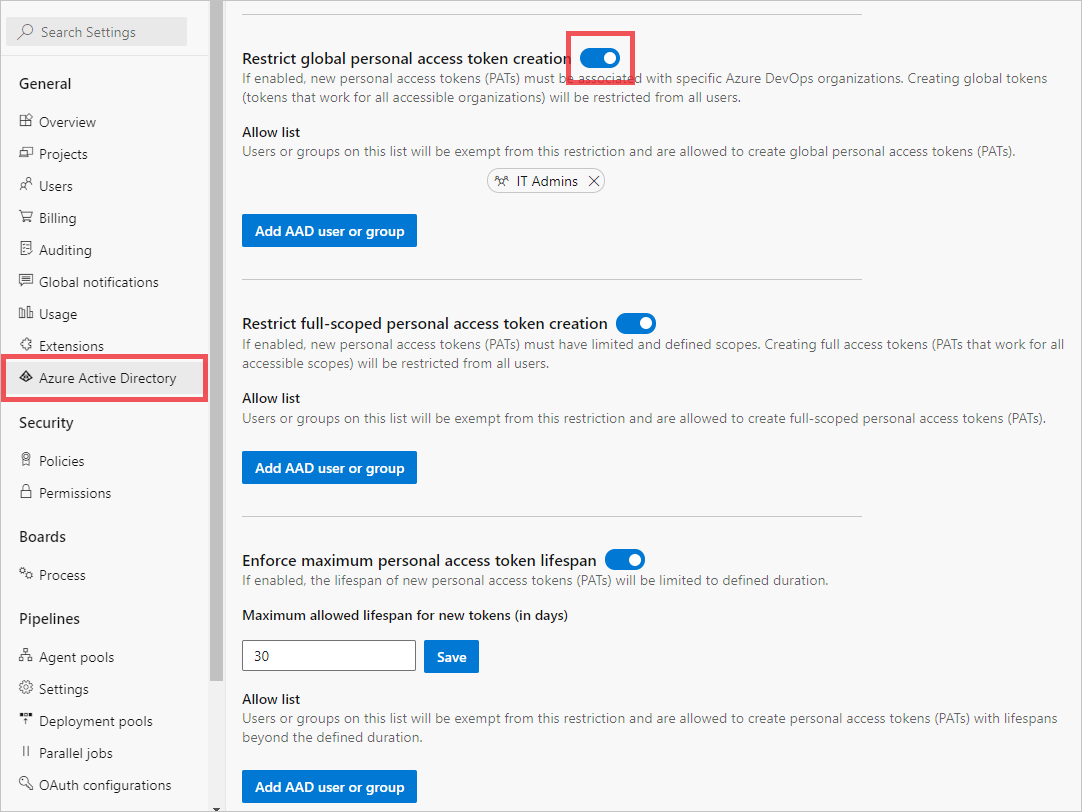 Search Settings
General
Overview
Projects
Users
Billing
Auditing
Global notifications
Usage
Extensions
Azure Active Directory
Security
Policies
Permissions
Boards
Process
Pipelines
Agent pools
Settings
Deployment pools
Parallel jobs
OAuth configurations
Restrict global personal access token creation
If enabled, new personal access tokens (PATs) must be associated with specific Azure DevOps organizations. Creating global tokens
(tokens that work for all accessible organizations) will be restricted from all users.
Allow list
Users or groups on this list will be exempt from this restriction and are allowed to create global personal access tokens (PATs).
IT Admins
Add AAD user or group
Restrict full-scoped personal access token creation
If enabled, new personal access tokens (PATs) must have limited and defined scopes. Creating full access tokens (PATs that work for all
accessible scopes) will be restricted from all users.
Allow list
Users or groups on this list will be exempt from this restriction and are allowed to create full-scoped personal access tokens (PATs).
Add AAD user or group
Enforce maximum personal access token lifespan
If enabled, the lifespan of new personal access tokens (PATs) will be limited to defined duration.
Maximum allowed lifespan for new tokens (in days)
30
Save
Allow list
Users or groups on this list will be exempt from this restriction and are allowed to create personal access tokens (PATs) with lifespans
beyond the defined duration.
Add AAD user or group